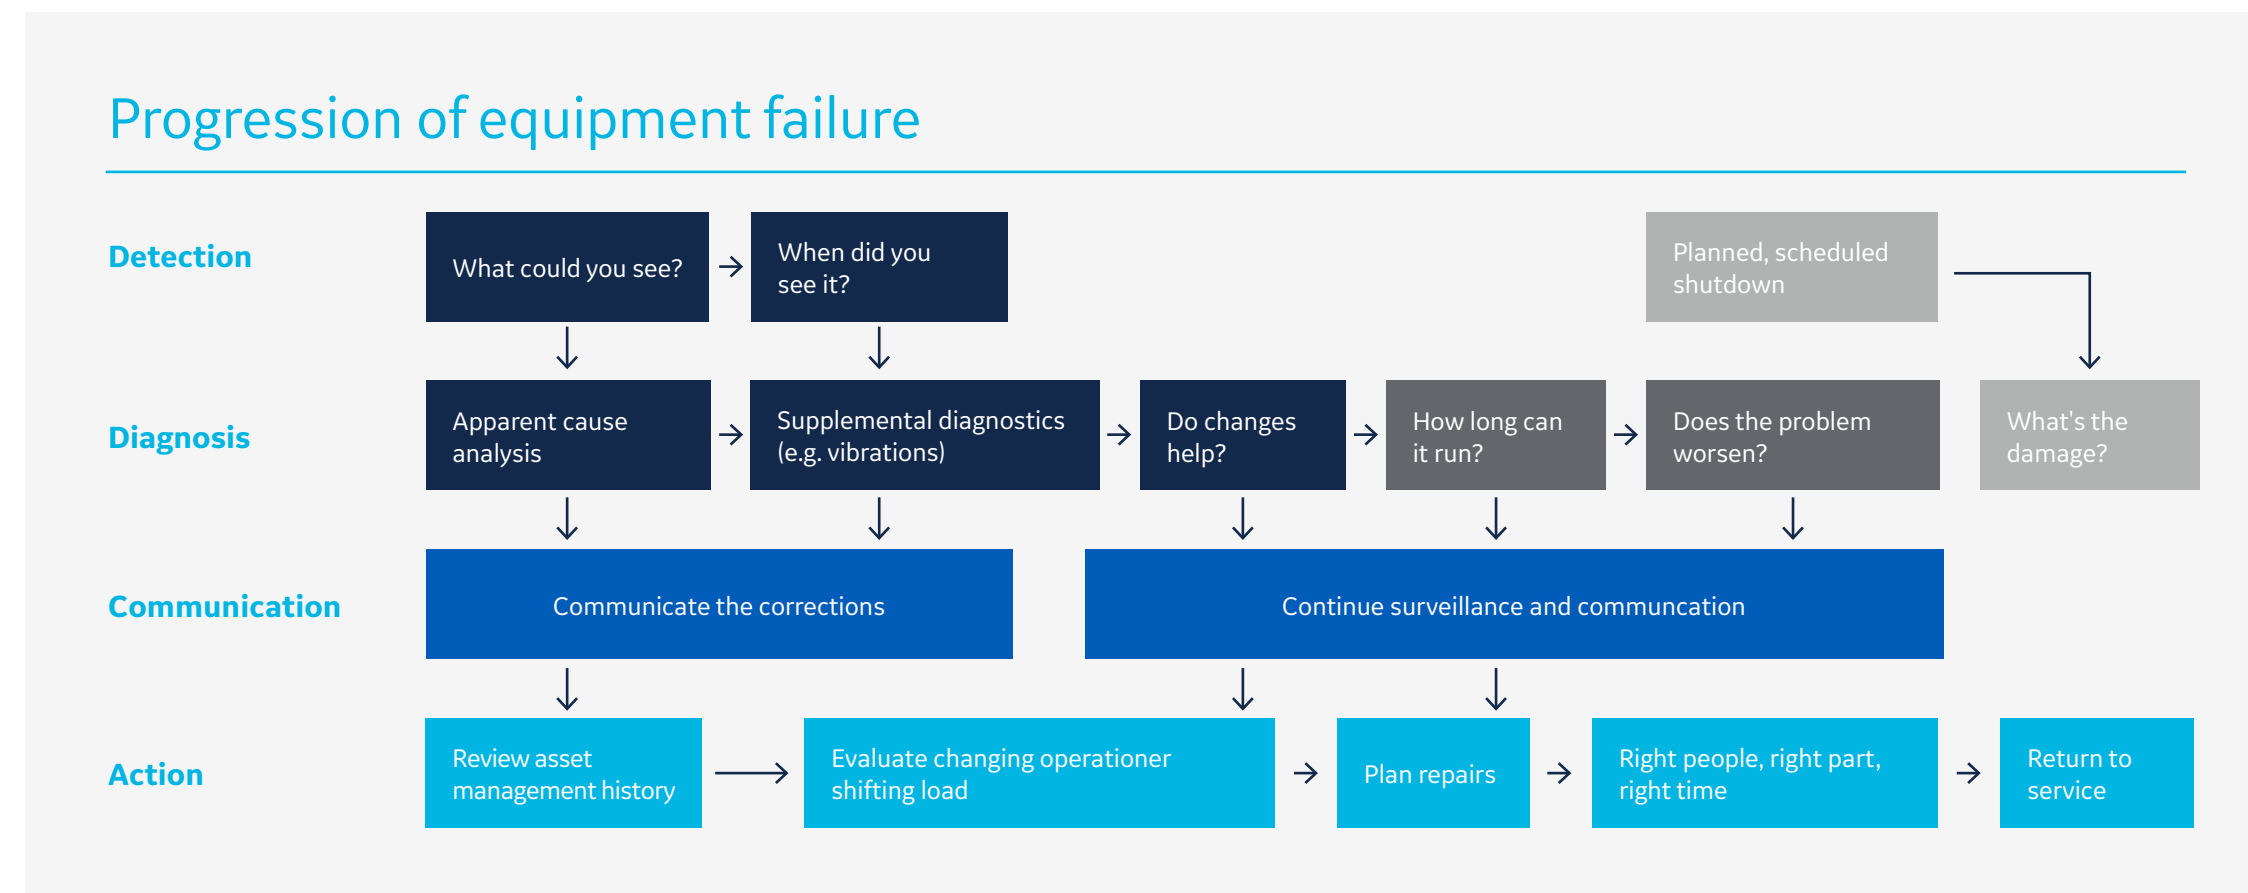 Progression of equipment failure
Detection
What could you see?
When did you
see it?
Planned, scheduled
shutdown
Diagnosis
Apparent cause
analysis
Supplemental diagnostics
(e.g. vibrations)
Do changes
help?
How long can
it run?
Does the problem
worsen?
What's the
damage?
Communication
Communicate the corrections
Continue surveillance and communcation
Action
Review asset
management history
Evaluate changing operationer
shifting load
Plan repairs
Right people, right part,
right time
Return to
service